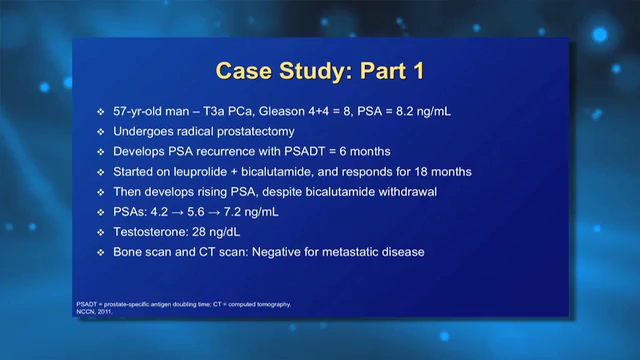 Case Study: Part 1
❖ 57-yr-old man – T3a PCa, Gleason 4+4 = 8, PSA = 8.2 ng/mL
❖ Undergoes radical prostatectomy
❖ Develops PSA recurrence with PSADT = 6 months
❖ Started on leuprolide + bicalutamide, and responds for 18 months
❖ Then develops rising PSA, despite bicalutamide withdrawal
❖ PSAs: 4.2 → 5.6 → 7.2 ng/mL
❖ Testosterone: 28 ng/dL
❖ Bone scan and CT scan: Negative for metastatic disease
PSADT = prostate-specific antigen doubling time; CT = computed tomography.
NCCN, 2011.